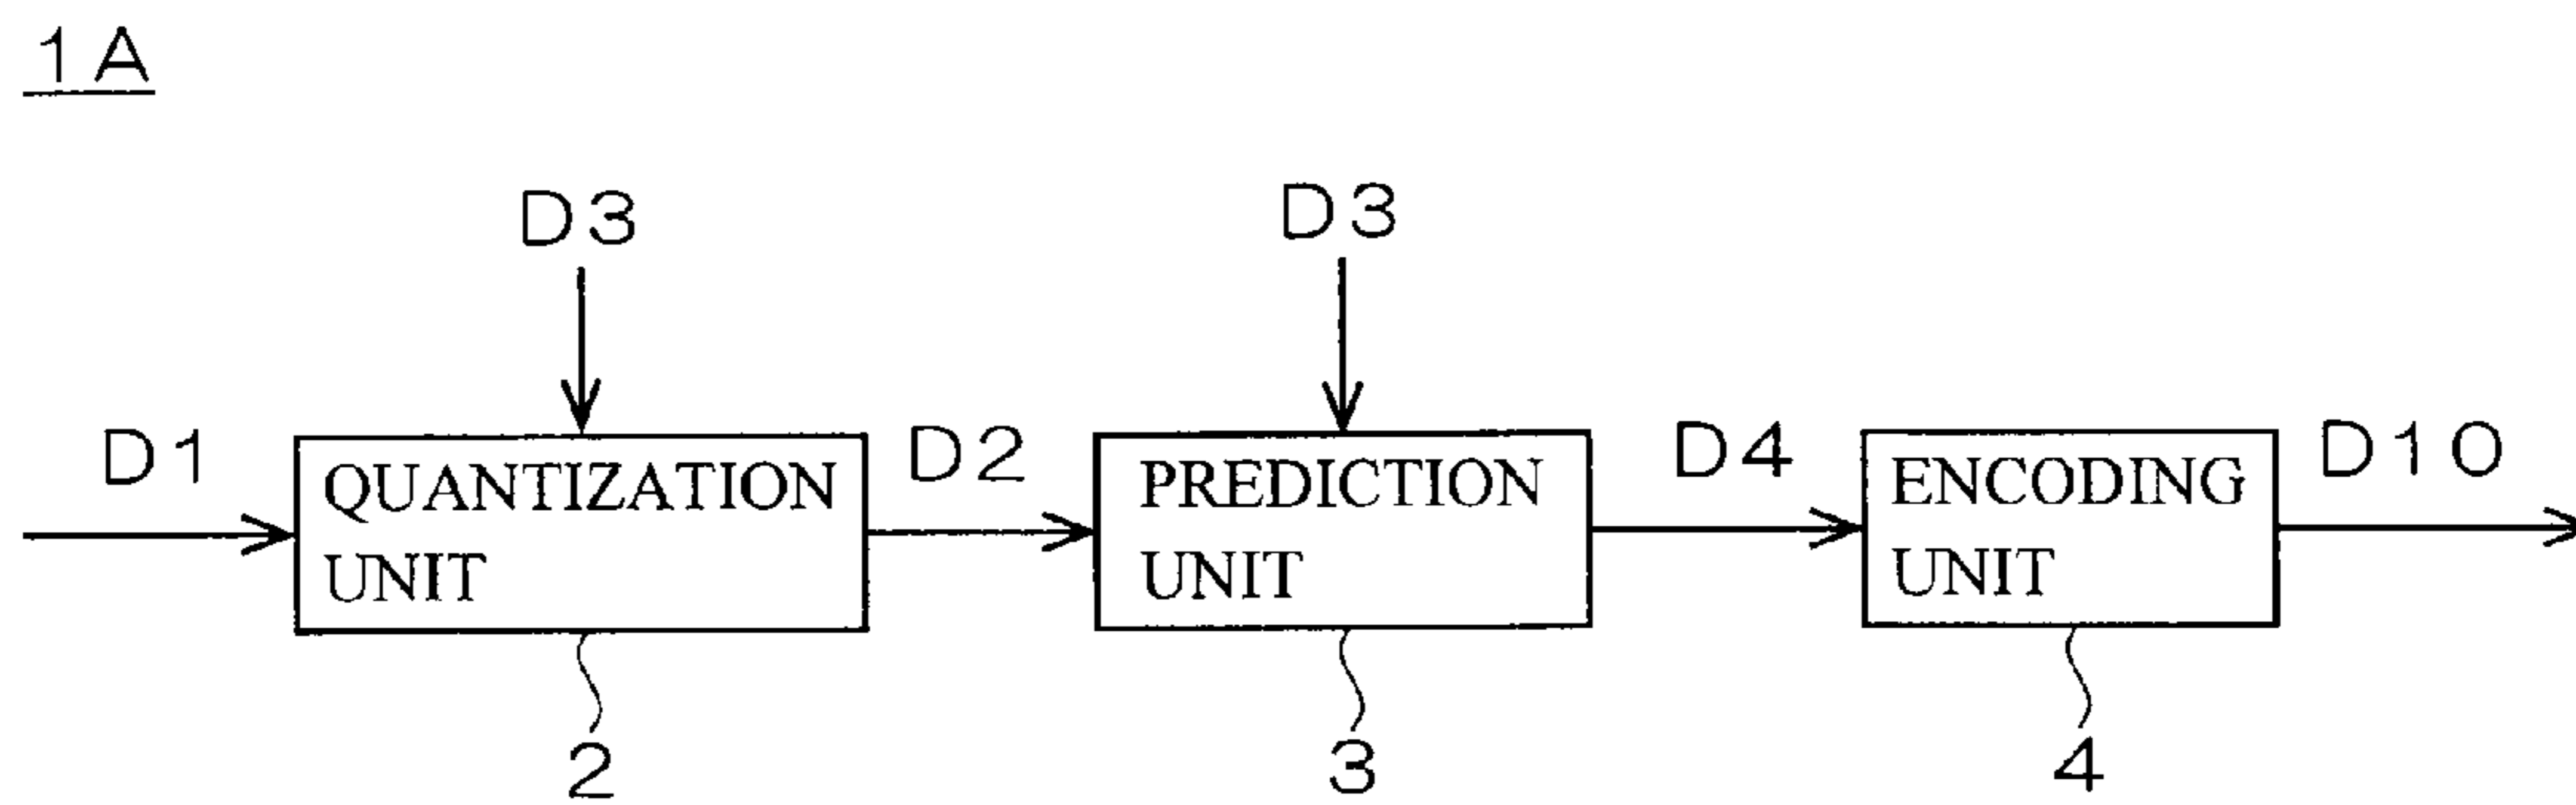 1A
D3
D3
D1
QUANTIZATION
UNIT
D2
PREDICTION
UNIT
D4
ENCODING
UNIT
D10
2
3
4